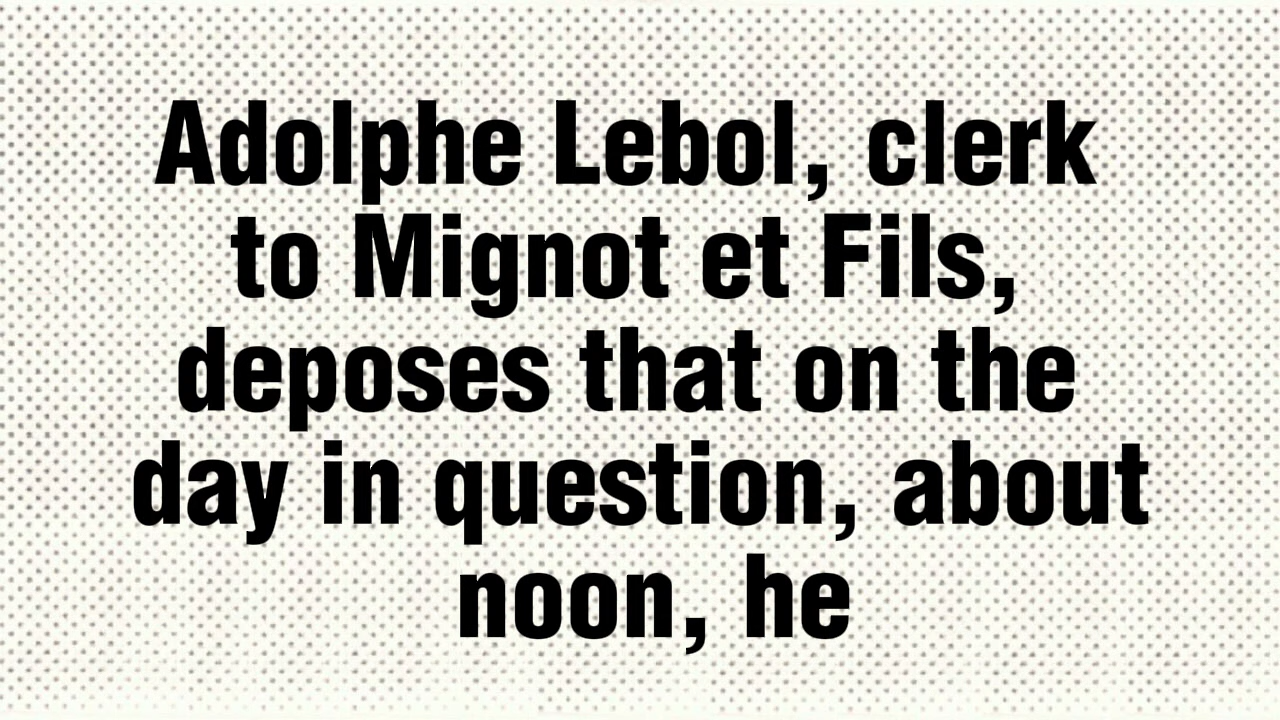 Adolphe Lebol, clerk
to Mignot et Fils,
deposes that on the
day in question, about
noon, he